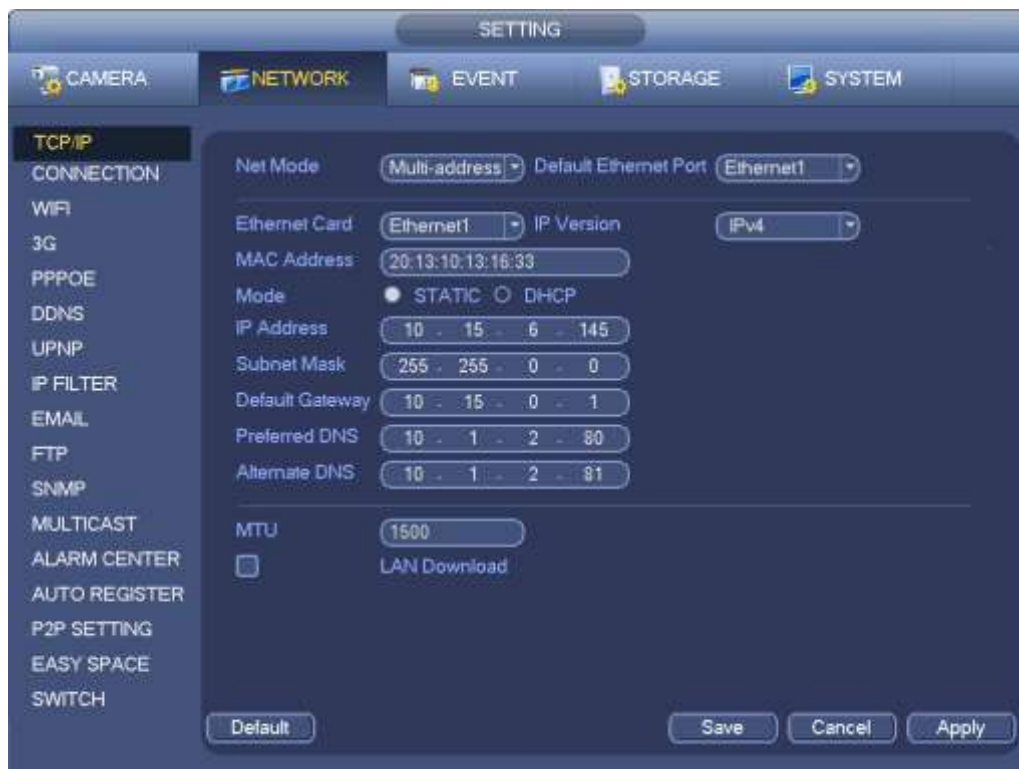 SETTING
CAMERA NETWORK EVENT STORAGE SYSTEM
TCP/IP
CONNECTION
WIFI
3G
PPPOE
DDNS
UPNP
IP FILTER
EMAIL
FTP
SNMP
MULTICAST
ALARM CENTER
AUTO REGISTER
P2P SETTING
EASY SPACE
SWITCH
Net Mode Multi-address Default Ethernet Port Ethernet1
Ethernet Card Ethernet1 IP Version IPv4
MAC Address 20:13:10:13:16:33
Mode STATIC DHCP
IP Address 10 . 15 . 6 . 145
Subnet Mask 255 . 255 . 0 . 0
Default Gateway 10 . 15 . 0 . 1
Preferred DNS 10 . 1 . 2 . 80
Alternate DNS 10 . 1 . 2 . 81
MTU 1500
LAN Download
Default Save Cancel Apply